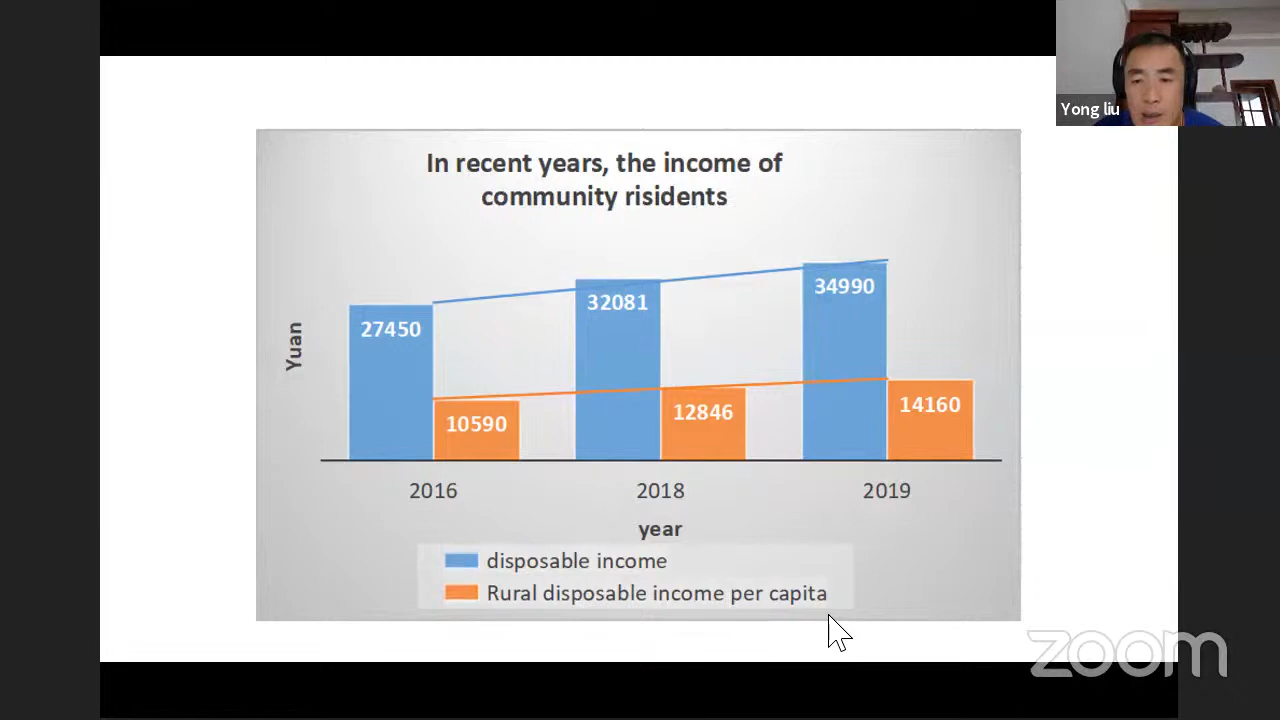 Yong liu
In recent years, the income of
community risidents
Yuan
27450
10590
32081
12846
34990
14160
2016
2018
2019
year
disposable income
Rural disposable income per capita
zoom